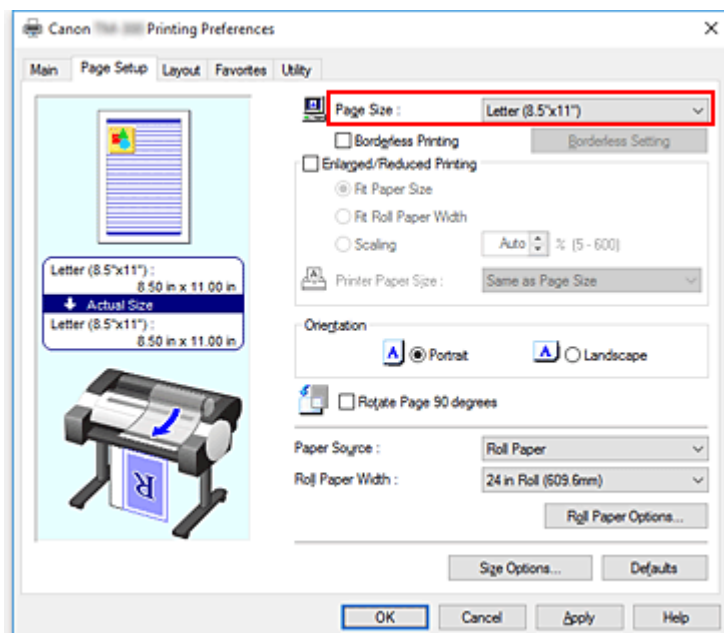 Canon Printing Preferences
Main Page Setup Layout Favorites Utility
Page Size : Letter (8.5"x11")
Borderless Printing Borderless Setting
Enlarged/Reduced Printing
Fit Paper Size
Fit Roll Paper Width
Scaling Auto % (5 - 600)
Printer Paper Size : Same as Page Size
Letter (8.5"x11") :
8.50 in x 11.00 in
Actual Size
Letter (8.5"x11") :
8.50 in x 11.00 in
Orientation
A Portrait A Landscape
Rotate Page 90 degrees
Paper Source : Roll Paper
Roll Paper Width : 24 in Roll (609.6mm)
R
Roll Paper Options...
Size Options... Defaults
OK Cancel Apply Help